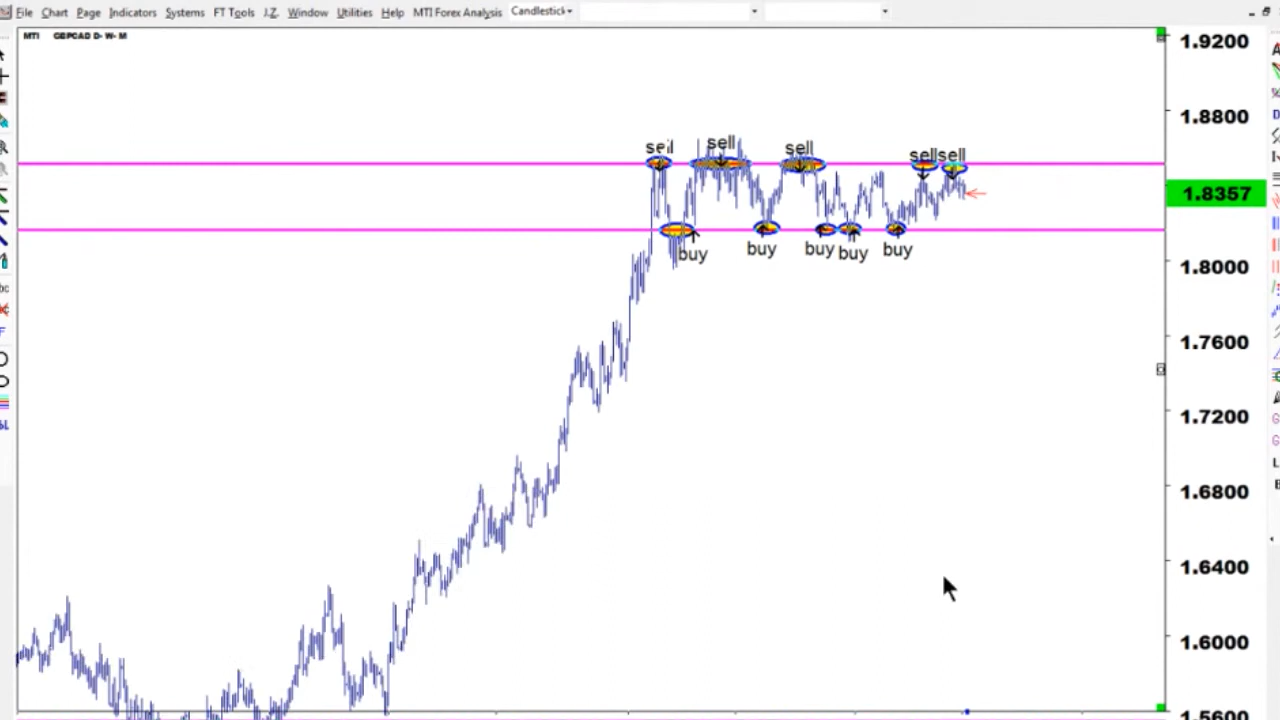 File Chart Page Indicators Systems FT Tools J.Z. Window Utilities Help MTI Forex Analysis Candlestick
MTI GBPCAD D- W- M
1.9200
1.8800
sell sell sell sell sell
1.8357
buy buy buy buy buy
1.8000
1.7600
1.7200
1.6800
1.6400
1.6000
1.5600